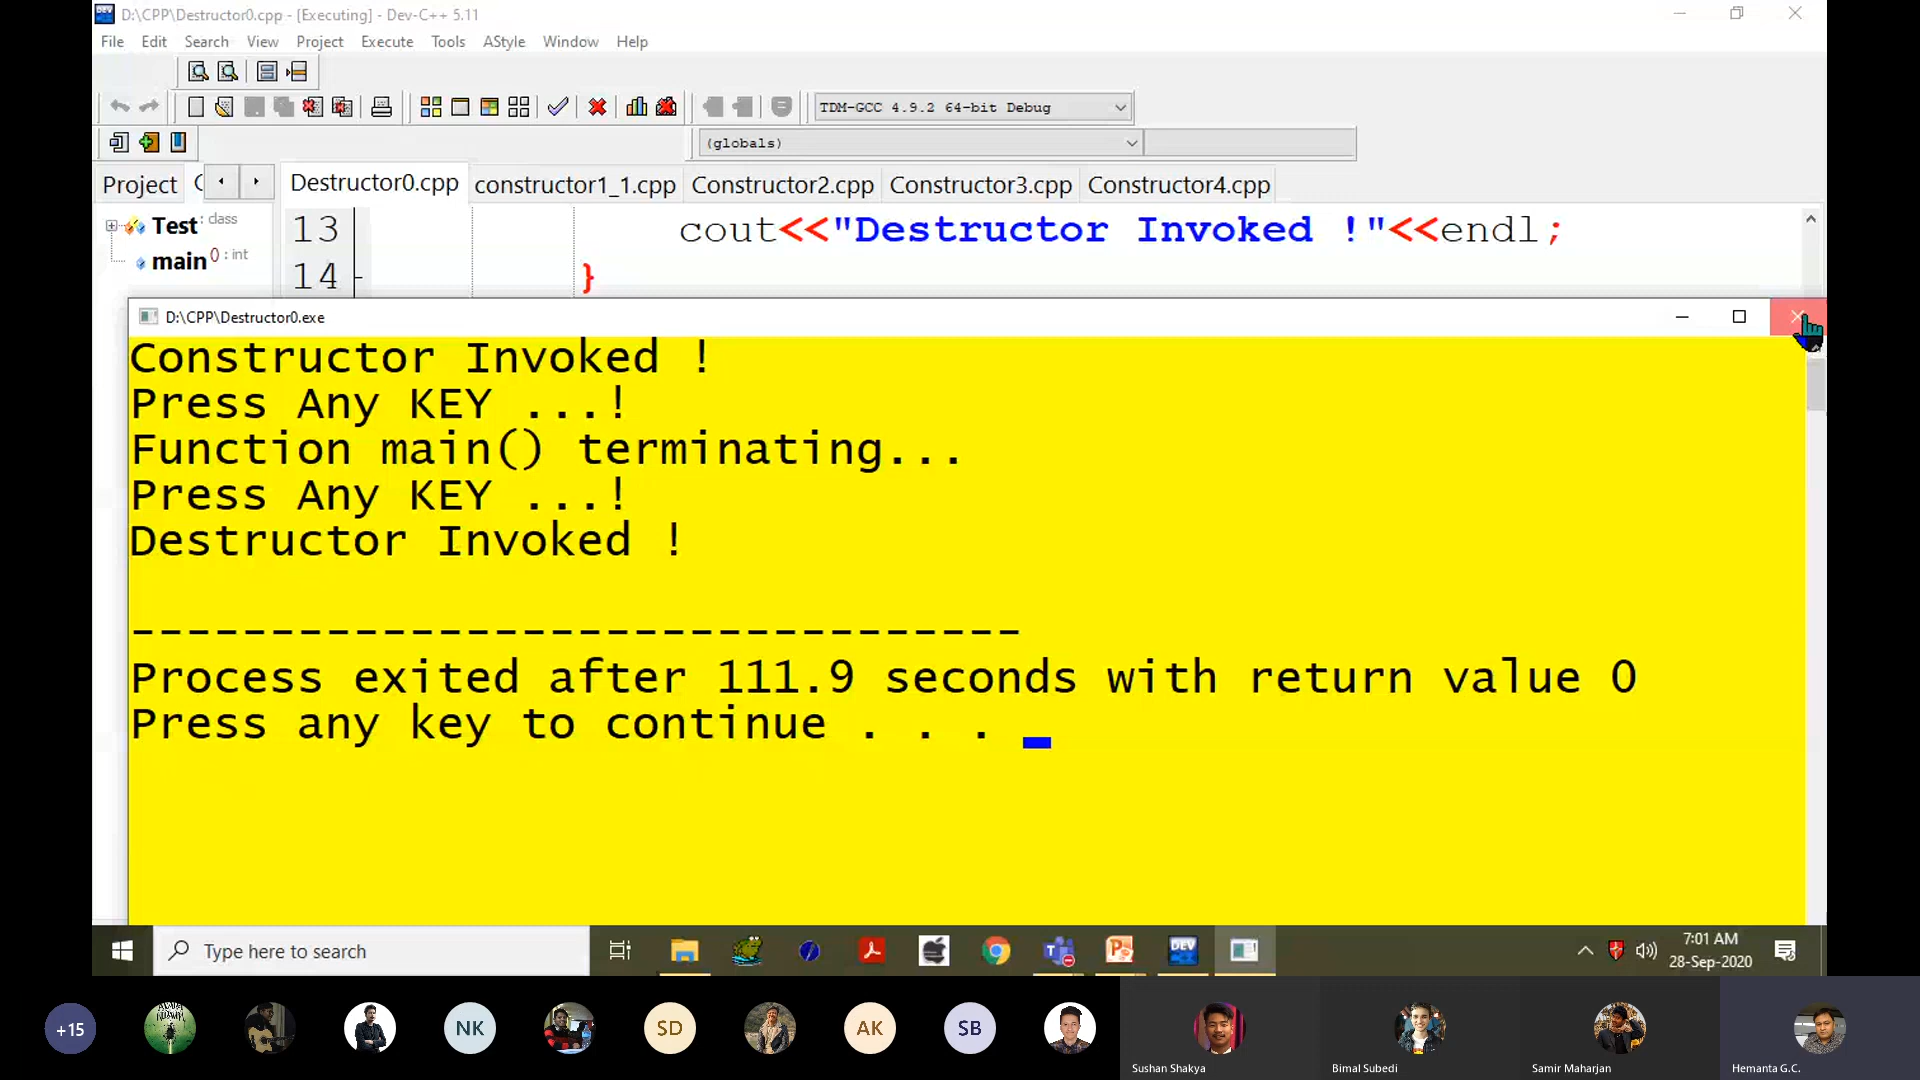 D:\CPP\Destructor0.cpp - [Executing] - Dev-C++ 5.11
File Edit Search View Project Execute Tools AStyle Window Help
TDM-GCC 4.9.2 64-bit Debug
(globals)
Project Destructor0.cpp constructor1_1.cpp Constructor2.cpp Constructor3.cpp Constructor4.cpp
Test : class
main () : int
13 cout<<"Destructor Invoked !"<<endl;
14 }
D:\CPP\Destructor0.exe
Constructor Invoked !
Press Any KEY ...!
Function main() terminating...
Press Any KEY ...!
Destructor Invoked !
--------------------------------
Process exited after 111.9 seconds with return value 0
Press any key to continue . . .
Type here to search
DEV
7:01 AM
28-Sep-2020
+15 NK SD AK SB
Sushan Shakya Bimal Subedi Samir Maharjan Hemanta G.C.